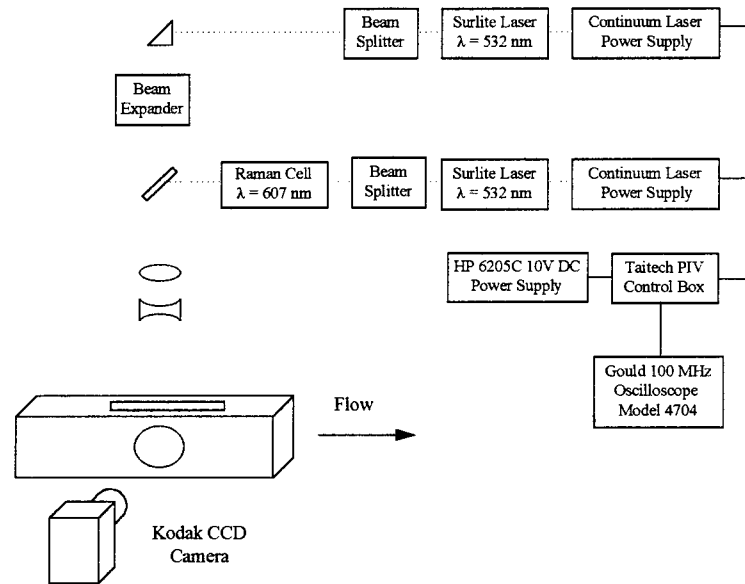 Beam
Splitter
Surlite Laser
λ = 532 nm
Continuum Laser
Power Supply
Beam
Expander
Raman Cell
λ = 607 nm
Beam
Splitter
Surlite Laser
λ = 532 nm
Continuum Laser
Power Supply
HP 6205C 10V DC
Power Supply
Taitech PIV
Control Box
Gould 100 MHz
Oscilloscope
Model 4704
Flow
Kodak CCD
Camera